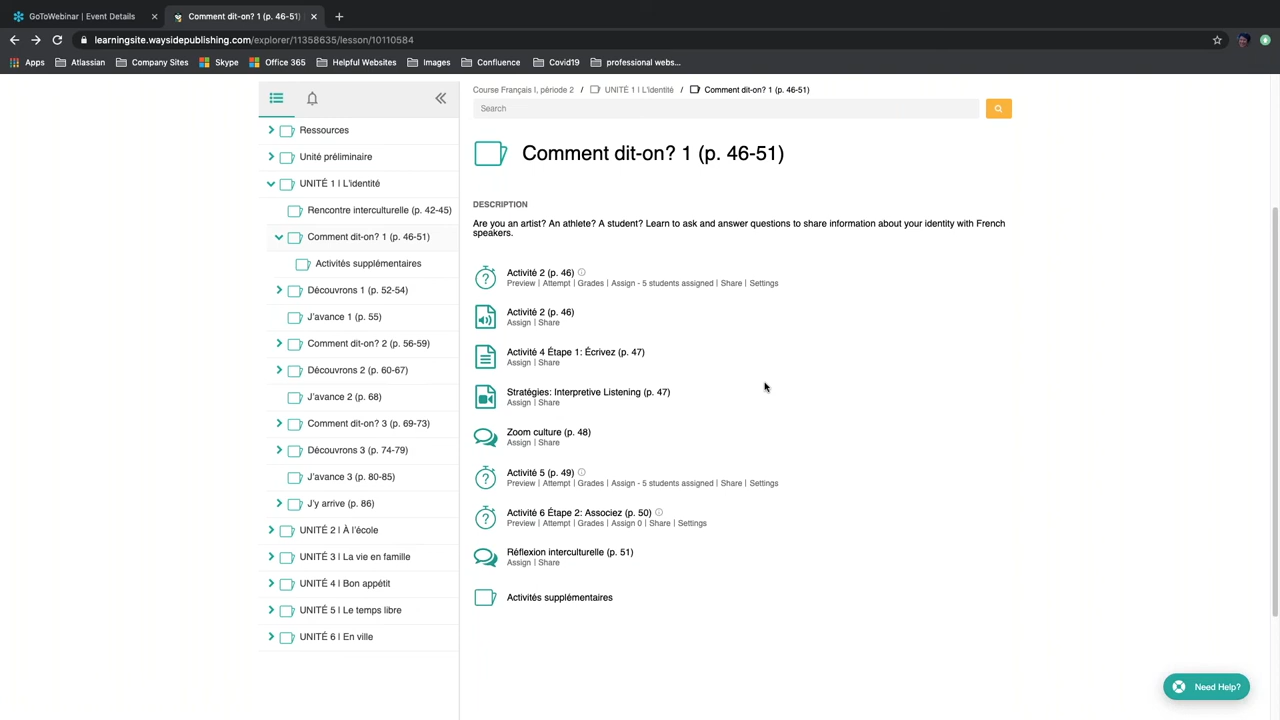 GoToWebinar | Event Details
Comment dit-on? 1 (p. 46-51)
learningsite.waysidepublishing.com/explorer/11358635/lesson/10110584
Apps
Atlassian
Company Sites
Skype
Office 365
Helpful Websites
Images
Confluence
Covid19
professional webs...
Ressources
Unité préliminaire
UNITÉ 1 | L'identité
Rencontre interculturelle (p. 42-45)
Comment dit-on? 1 (p. 46-51)
Activités supplémentaires
Découvrons 1 (p. 52-54)
J'avance 1 (p. 55)
Comment dit-on? 2 (p. 56-59)
Découvrons 2 (p. 60-67)
J'avance 2 (p. 68)
Comment dit-on? 3 (p. 69-73)
Découvrons 3 (p. 74-79)
J'avance 3 (p. 80-85)
J'y arrive (p. 86)
UNITÉ 2 | À l'école
UNITÉ 3 | La vie en famille
UNITÉ 4 | Bon appétit
UNITÉ 5 | Le temps libre
UNITÉ 6 | En ville
Course Français I, période 2 / UNITÉ 1 | L'identité / Comment dit-on? 1 (p. 46-51)
Search
Comment dit-on? 1 (p. 46-51)
DESCRIPTION
Are you an artist? An athlete? A student? Learn to ask and answer questions to share information about your identity with French
speakers.
Activité 2 (p. 46)
Preview | Attempt | Grades | Assign - 5 students assigned | Share | Settings
Activité 2 (p. 46)
Assign | Share
Activité 4 Étape 1: Écrivez (p. 47)
Assign | Share
Stratégies: Interpretive Listening (p. 47)
Assign | Share
Zoom culture (p. 48)
Assign | Share
Activité 5 (p. 49)
Preview | Attempt | Grades | Assign - 5 students assigned | Share | Settings
Activité 6 Étape 2: Associez (p. 50)
Preview | Attempt | Grades | Assign 0 | Share | Settings
Réflexion interculturelle (p. 51)
Assign | Share
Activités supplémentaires
Need Help?